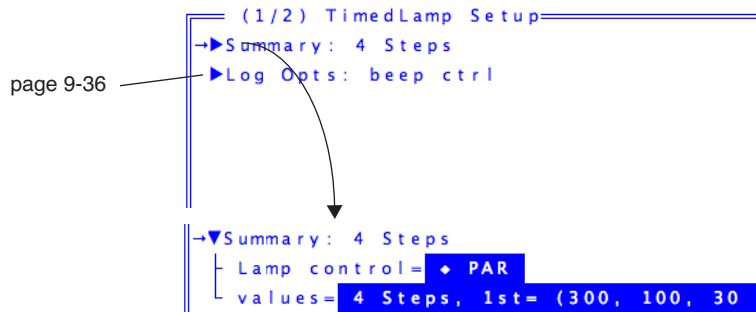 (1/2) TimedLamp Setup
→▶Summary: 4 Steps
▶Log Opts: beep ctrl
page 9-36
→▼Summary: 4 Steps
Lamp control= ◆ PAR
values= 4 Steps, 1st= (300, 100, 30